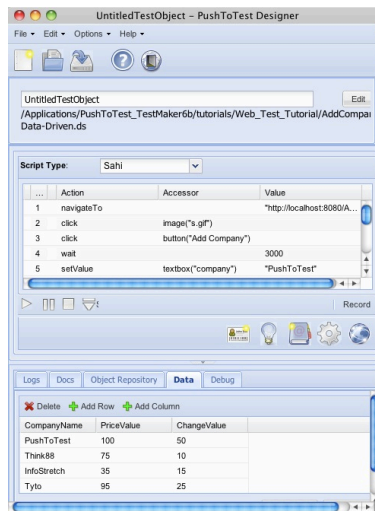 UntitledTestObject - PushToTest Designer
File Edit Options Help
UntitledTestObject Edit
/Applications/PushToTest_TestMaker6b/tutorials/Web_Test_Tutorial/AddCompan
Data-Driven.ds
Script Type: Sahi
... Action Accessor Value
1 navigateTo "http://localhost:8080/A...
2 click image("s.gif")
3 click button("Add Company")
4 wait 3000
5 setValue textbox("company") "PushToTest"
Record
Logs Docs Object Repository Data Debug
Delete Add Row Add Column
CompanyName PriceValue ChangeValue
PushToTest 100 50
Think88 75 10
InfoStretch 35 15
Tyto 95 25